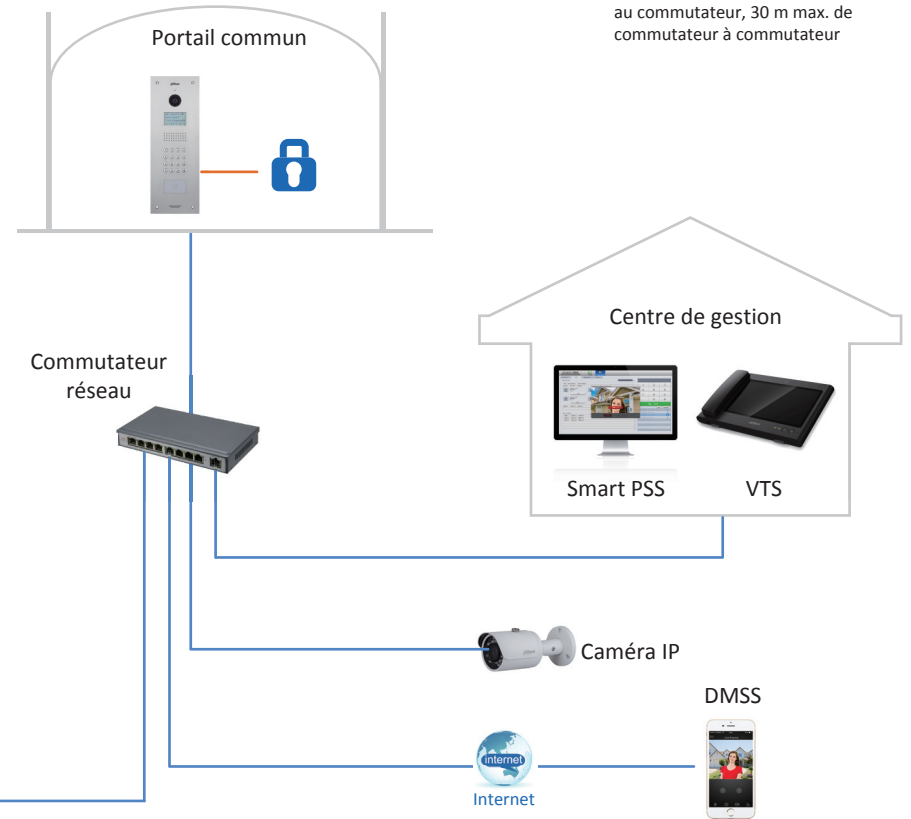 au commutateur, 30 m max. de
commutateur à commutateur
Portail commun
Centre de gestion
Commutateur
réseau
Smart PSS
VTS
Caméra IP
DMSS
internet
Internet